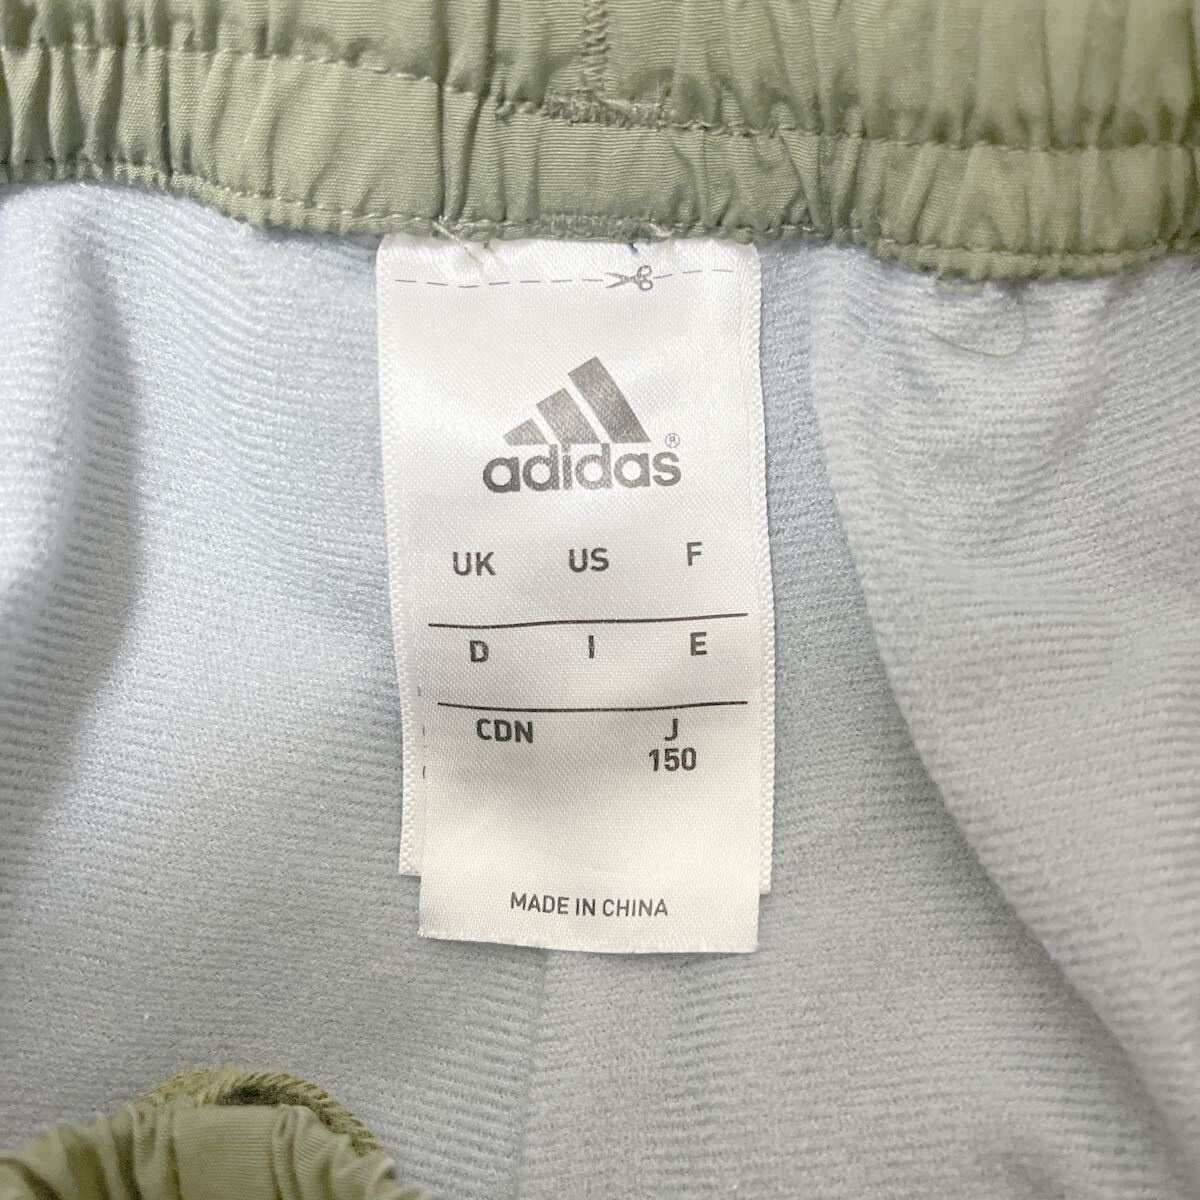 adidas®
UK US F
D I E
CDN J
150
MADE IN CHINA